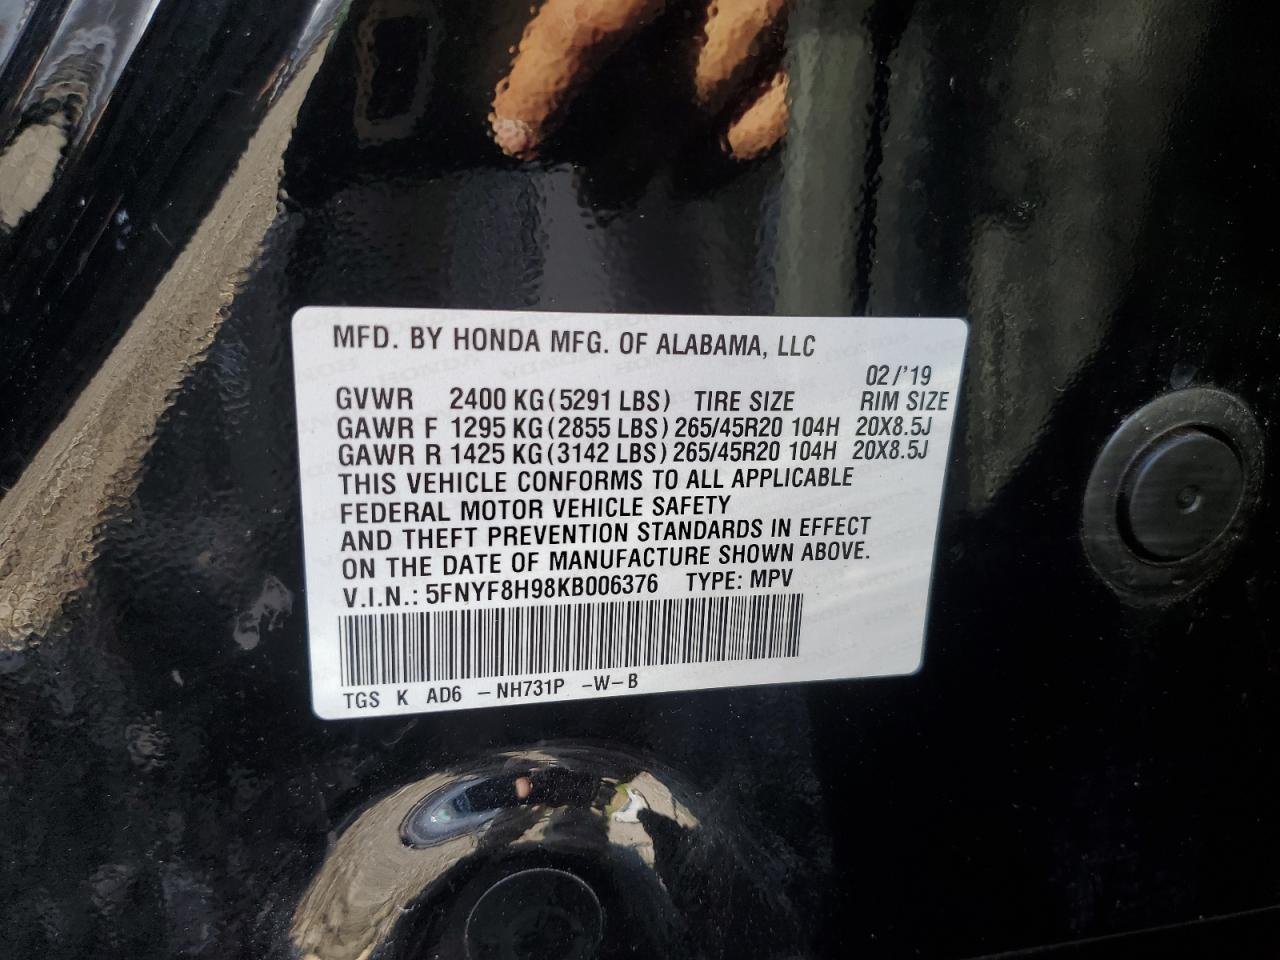 MFD. BY HONDA MFG. OF ALABAMA, LLC
02/'19
GVWR 2400 KG(5291 LBS) TIRE SIZE RIM SIZE
GAWR F 1295 KG(2855 LBS)265/45R20 104H 20X8.5J
GAWR R 1425 KG(3142 LBS)265/45R20 104H 20X8.5J
THIS VEHICLE CONFORMS TO ALL APPLICABLE
FEDERAL MOTOR VEHICLE SAFETY
AND THEFT PREVENTION STANDARDS IN EFFECT
ON THE DATE OF MANUFACTURE SHOWN ABOVE.
V.I.N.: 5FNYF8H98KB006376 TYPE: MPV
TGS K AD6 -NH731P -W-B